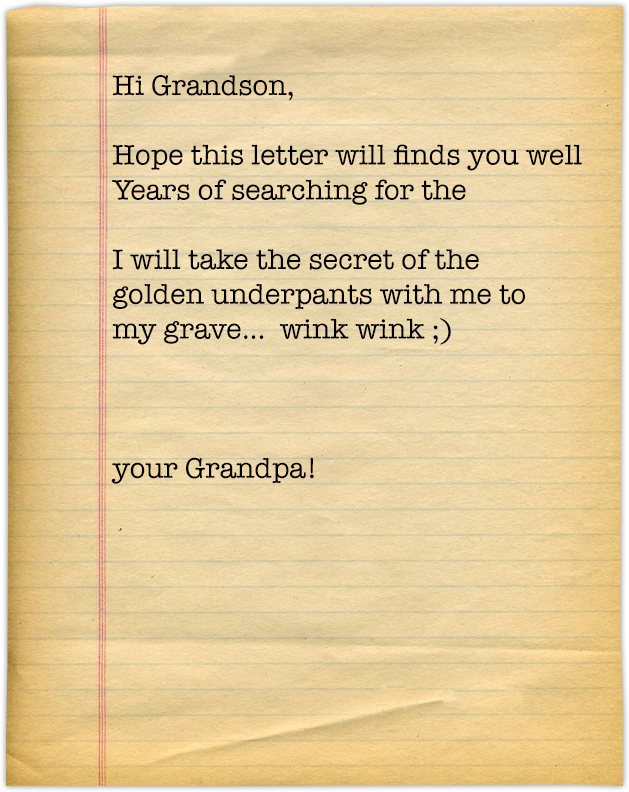 Hi Grandson,
Hope this letter will finds you well
Years of searching for the
I will take the secret of the
golden underpants with me to
my grave...  wink wink ;)
your Grandpa!